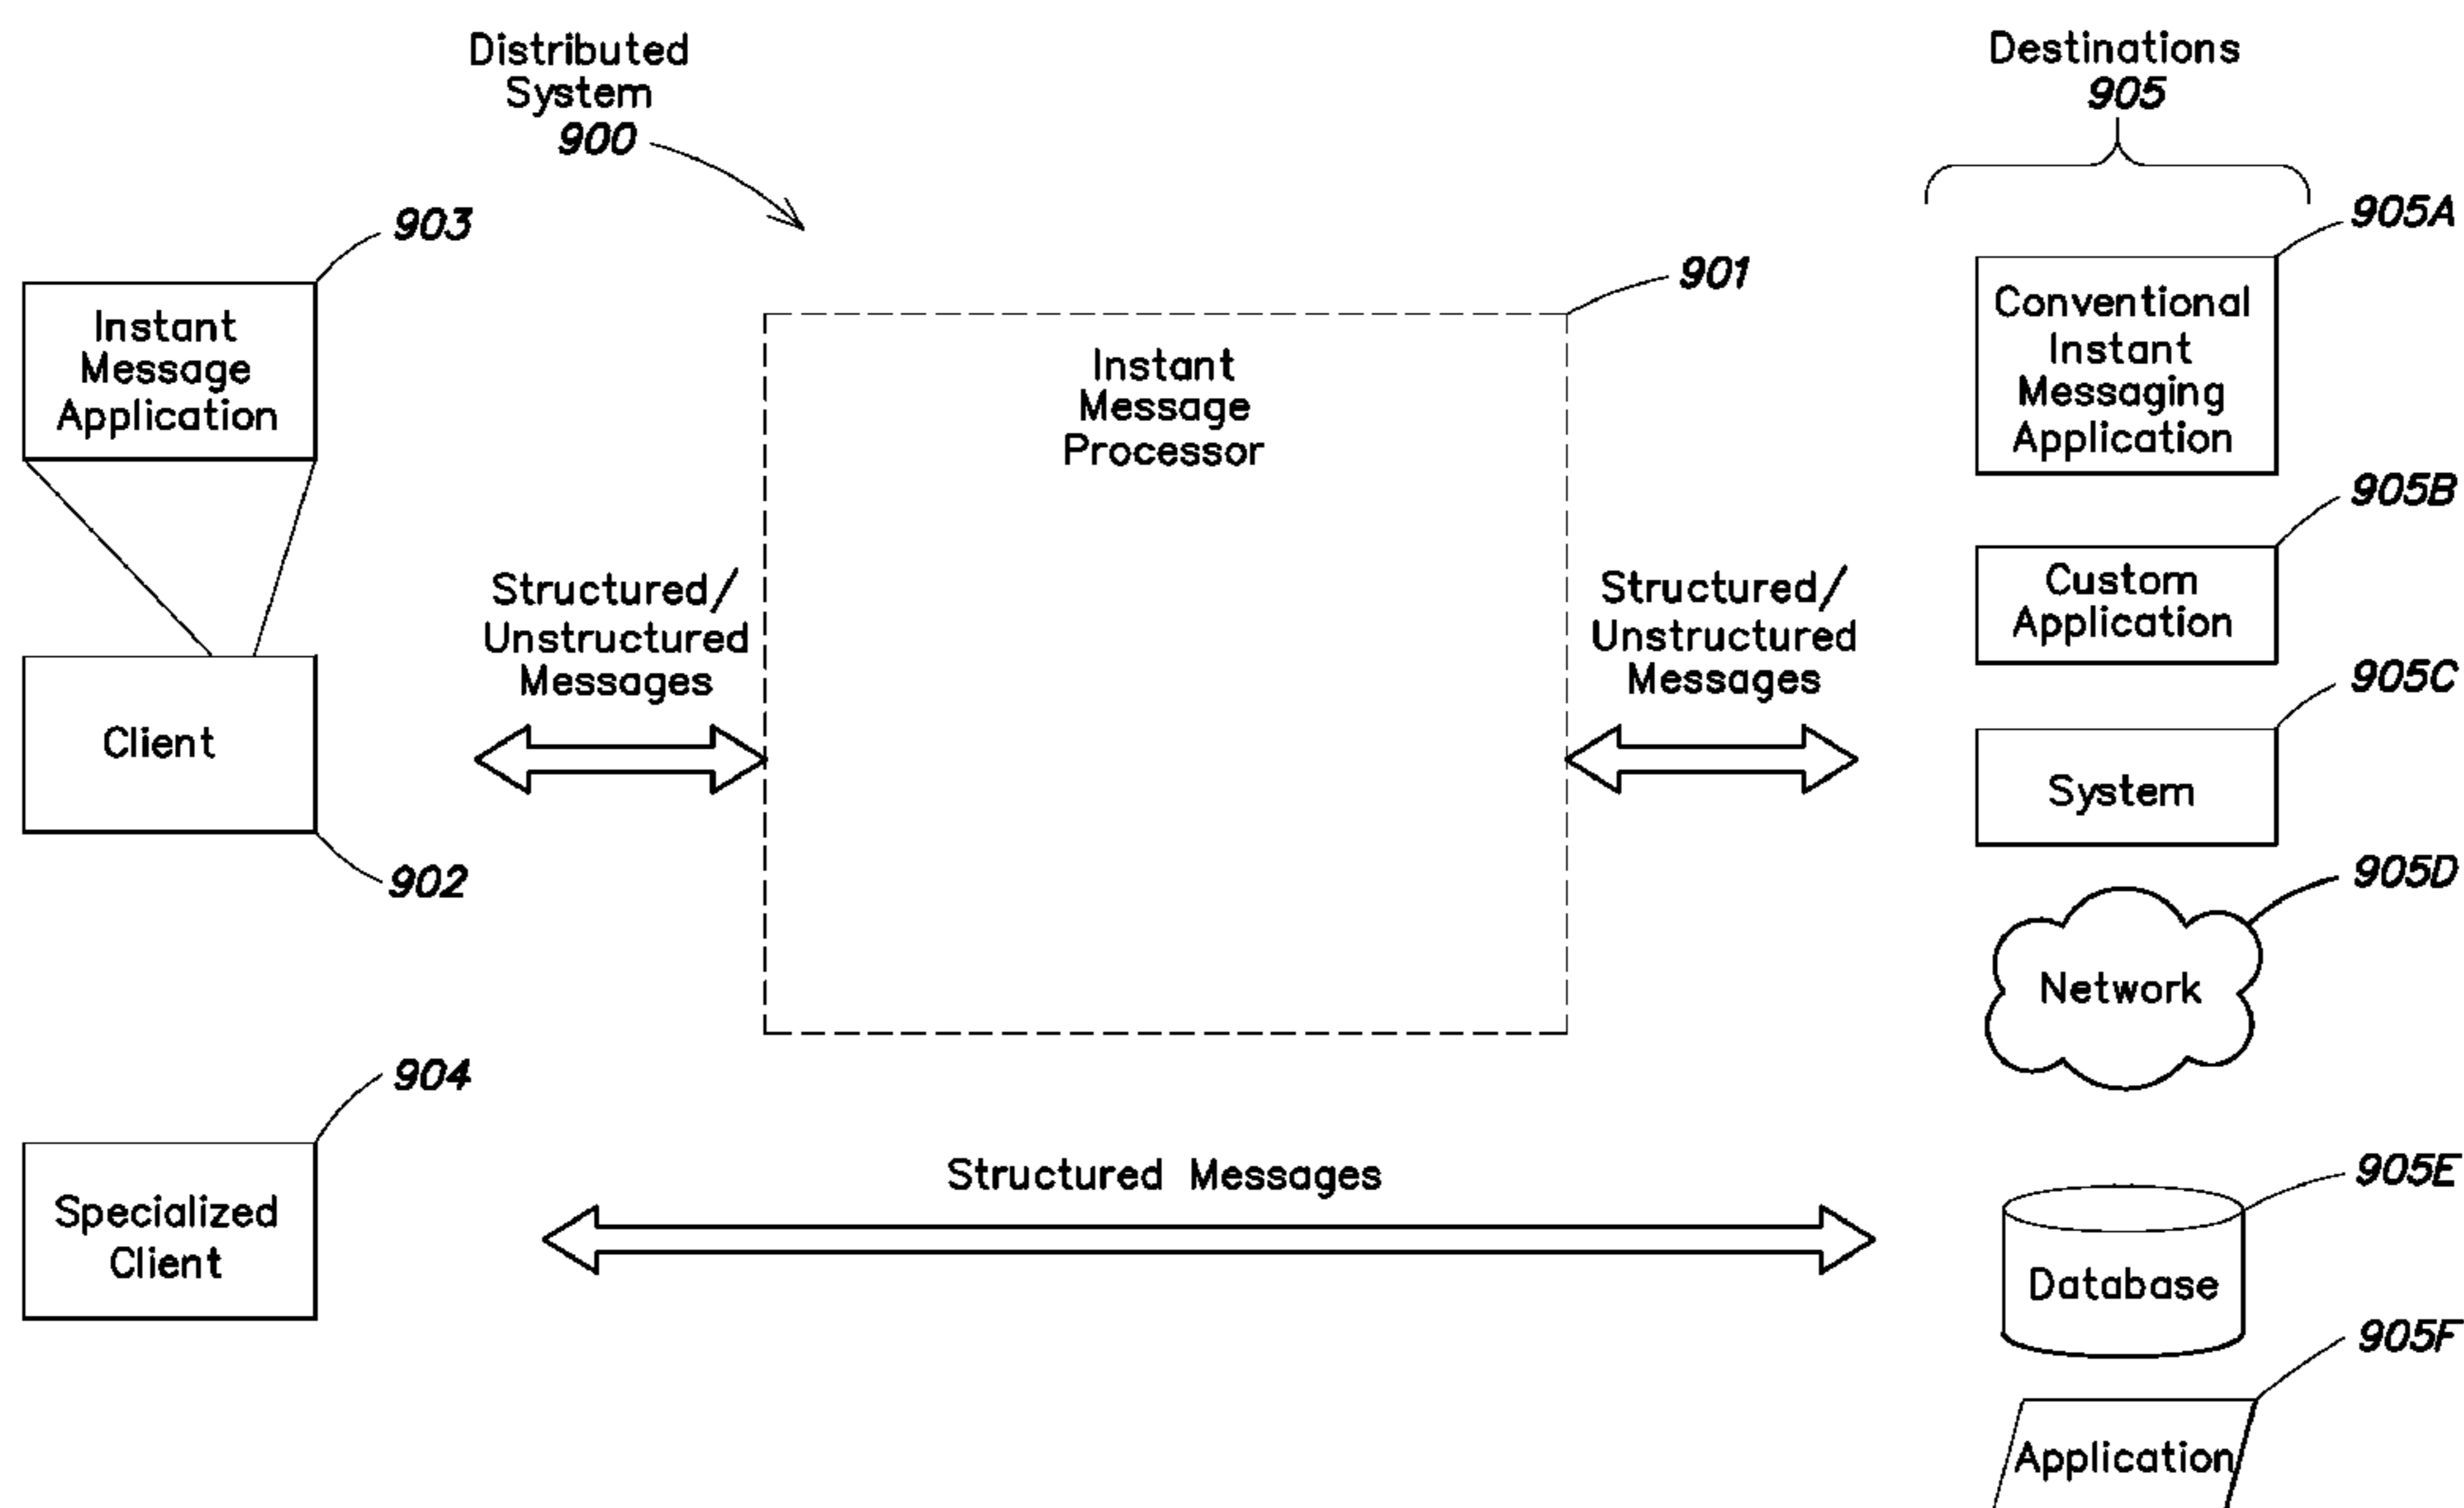 Distributed
System
900
Destinations
905
903
905A
901
Instant
Message
Application
Conventional
Instant
Messaging
Application
Instant
Message
Processor
905B
Custom
Application
Structured/
Unstructured
Messages
Structured/
Unstructured
Messages
905C
Client
System
902
905D
Network
904
Structured Messages
905E
Specialized
Client
Database
905F
Application